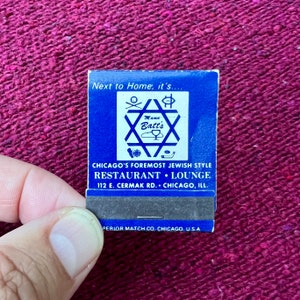 Next to Home, it's....
Mann
Batt's
CHICAGO'S FOREMOST JEWISH STYLE
RESTAURANT • LOUNGE
112 E. CERMAK RD. - CHICAGO, ILL.
PERIOR MATCH CO. CHICAGO, U.S.A